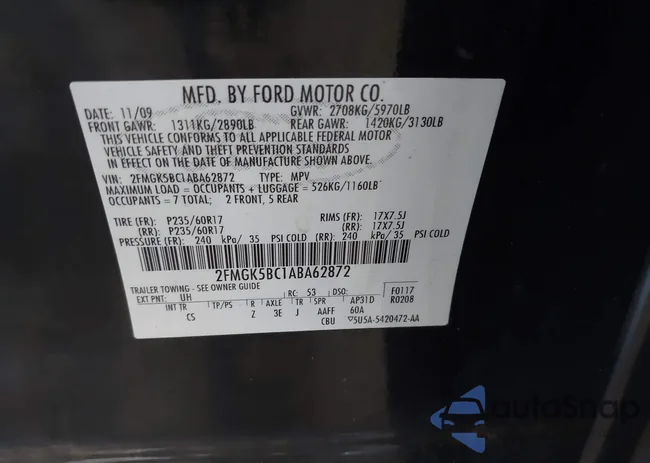 MFD. BY FORD MOTOR CO.
DATE: 11/09 GVWR: 2708KG/5970LB
FRONT GAWR: 1311KG/2890LB REAR GAWR: 1420KG/3130LB
THIS VEHICLE CONFORMS TO ALL APPLICABLE FEDERAL MOTOR
VEHICLE SAFETY AND THEFT PREVENTION STANDARDS
IN EFFECT ON THE DATE OF MANUFACTURE SHOWN ABOVE.
VIN: 2FMGK5BC1ABA62872 TYPE: MPV
MAXIMUM LOAD = OCCUPANTS + LUGGAGE = 526KG/1160LB
OCCUPANTS = 7 TOTAL; 2 FRONT, 5 REAR
TIRE (FR): P235/60R17 RIMS (FR): 17X7.5J
(RR): P235/60R17 (RR): 17X7.5J
PRESSURE (FR) 240 kPa/ 35 PSI COLD (RR) 240 kPa/ 35 PSI COLD
2FMGK5BC1ABA62872
TRAILER TOWING - SEE OWNER GUIDE
F0117
EXT PNT: UH RC: 53 DSO: R0208
INT TR TP/PS R AXLE TR SPR AP31D
CS Z 3E J AAFF 60A
CBU 5U5A-5420472-AA
autoSnap